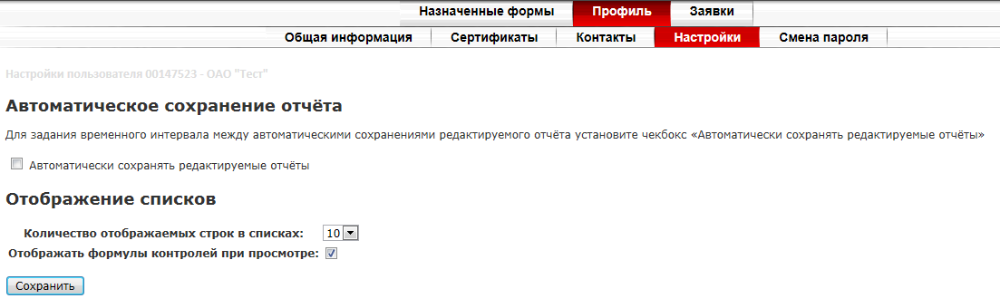 Назначенные формы Профиль Заявки
Общая информация Сертификаты Контакты Настройки Смена пароля
Настройки пользователя 00147523 - ОАО "Тест"
Автоматическое сохранение отчёта
Для задания временного интервала между автоматическими сохранениями редактируемого отчёта установите чекбокс «Автоматически сохранять редактируемые отчёты»
Автоматически сохранять редактируемые отчёты
Отображение списков
Количество отображаемых строк в списках: 10
Отображать формулы контролей при просмотре:
Сохранить